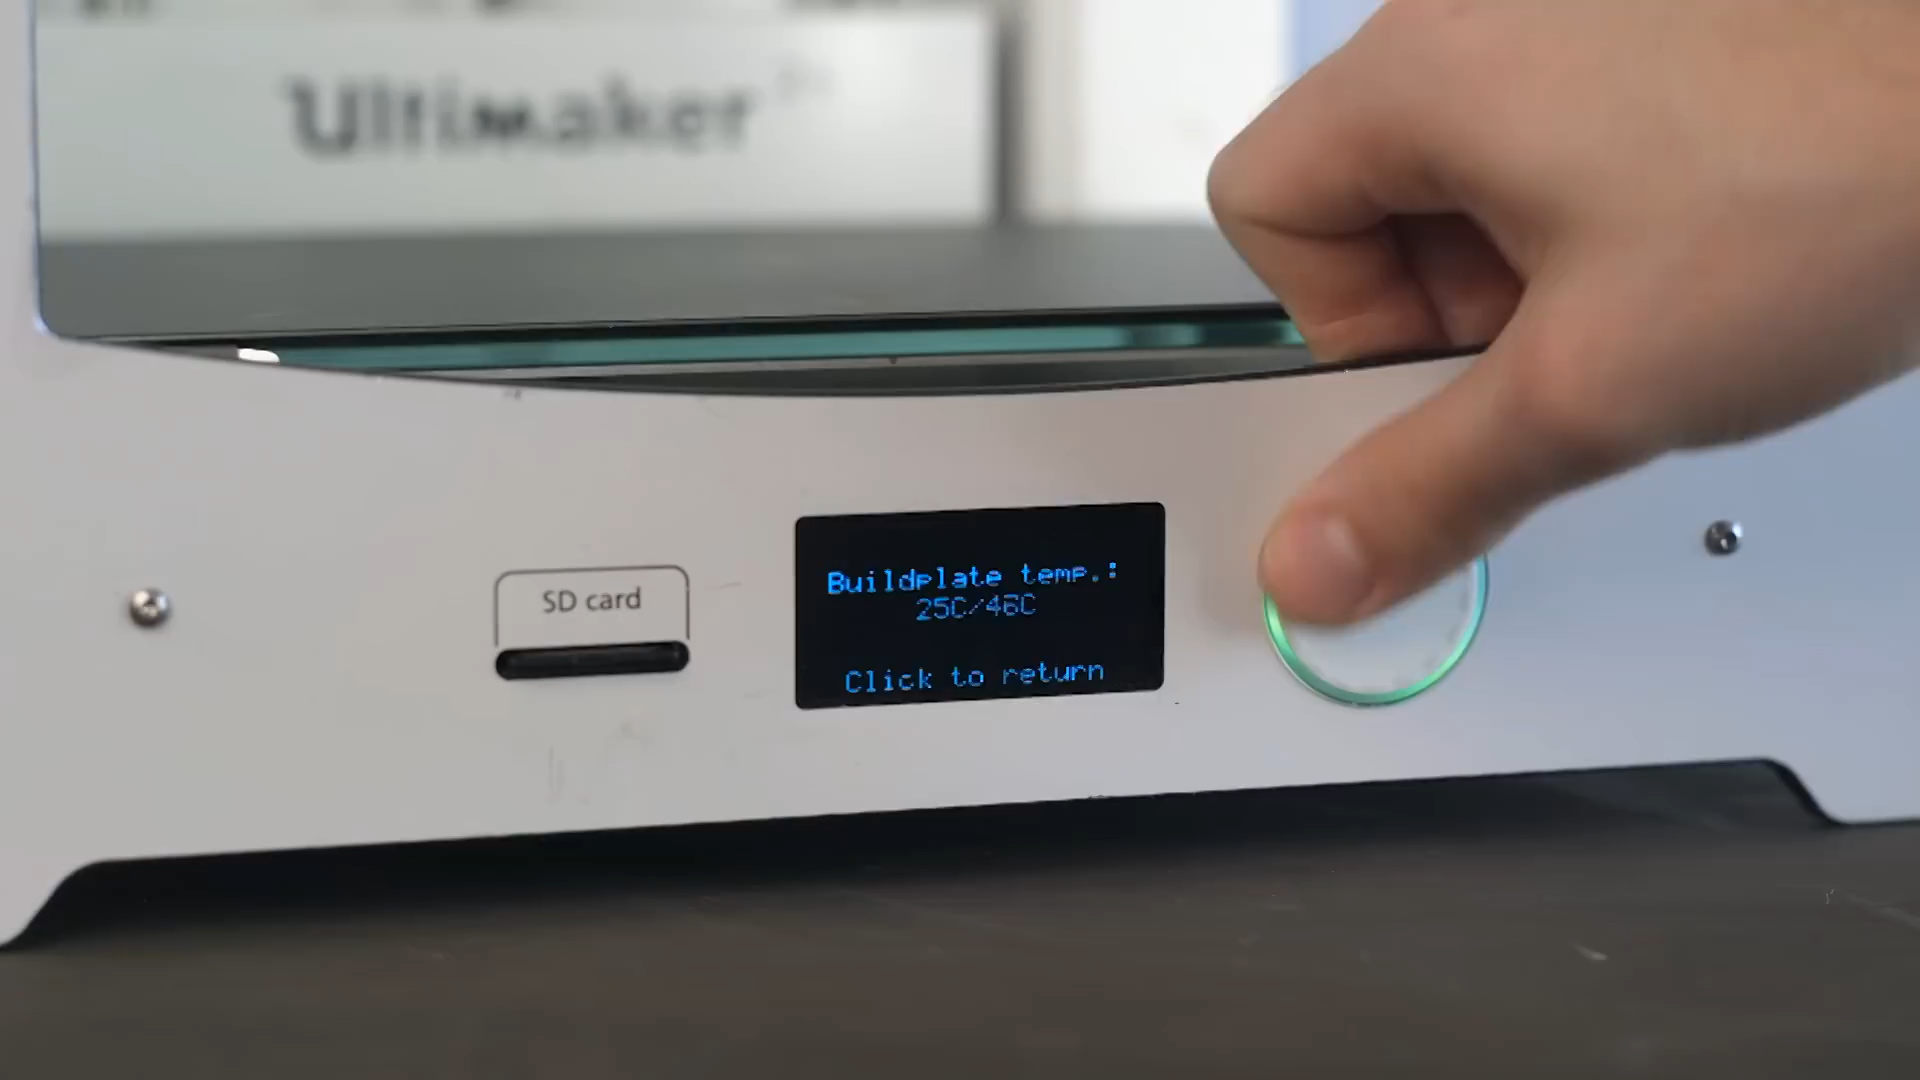 Ultimaker
SD card
Buildplate temp.:
25C/46C
Click to return